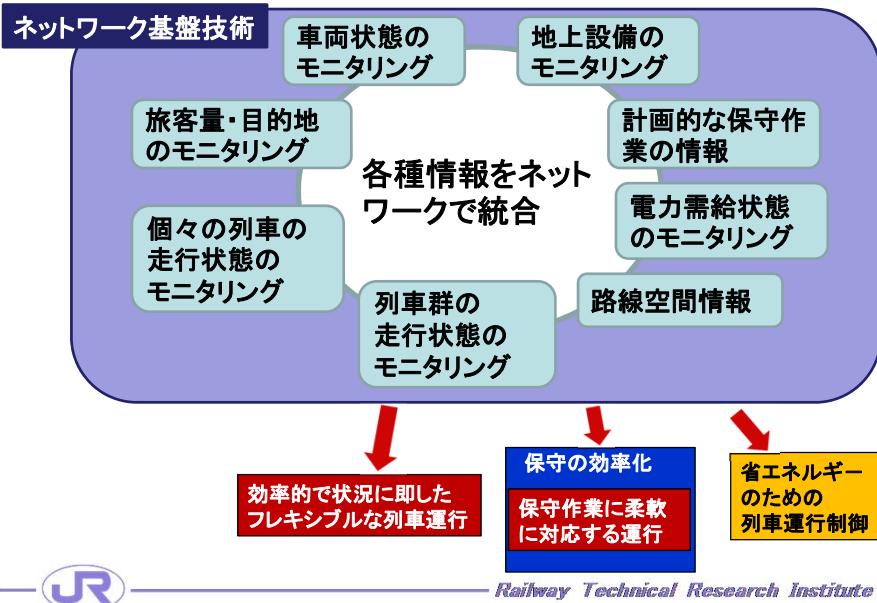 ネットワーク基盤技術
車両状態の
モニタリング
地上設備の
モニタリング
旅客量・目的地
のモニタリング
計画的な保守作
業の情報
各種情報をネット
ワークで統合
電力需給状態
のモニタリング
個々の列車の
走行状態の
モニタリング
路線空間情報
列車群の
走行状態の
モニタリング
効率的で状況に即した
フレキシブルな列車運行
保守の効率化
保守作業に柔軟
に対応する運行
省エネルギー
のための
列車運行制御
JR
Railway Technical Research Institute